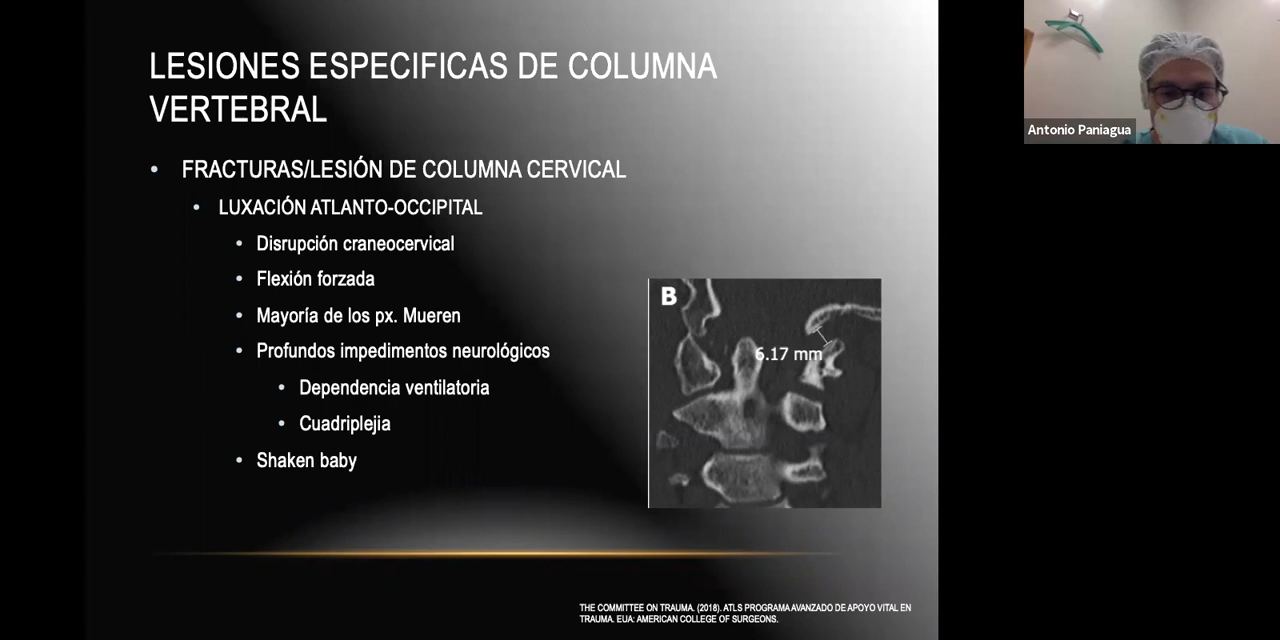 LESIONES ESPECIFICAS DE COLUMNA
VERTEBRAL
• FRACTURAS/LESIÓN DE COLUMNA CERVICAL
• LUXACIÓN ATLANTO-OCCIPITAL
• Disrupción craneocervical
• Flexión forzada
• Mayoría de los px. Mueren
• Profundos impedimentos neurológicos
• Dependencia ventilatoria
• Cuadriplejia
• Shaken baby
B
6.17 mm
THE COMMITTEE ON TRAUMA. (2018). ATLS PROGRAMA AVANZADO DE APOYO VITAL EN
TRAUMA. EUA: AMERICAN COLLEGE OF SURGEONS.
Antonio Paniagua